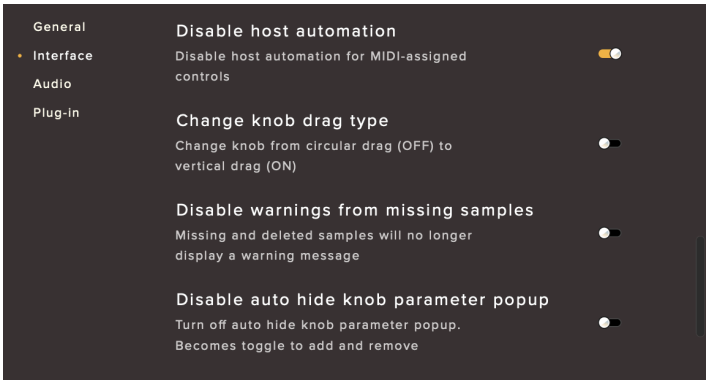 General
Interface
Audio
Plug-in
Disable host automation
Disable host automation for MIDI-assigned
controls
Change knob drag type
Change knob from circular drag (OFF) to
vertical drag (ON)
Disable warnings from missing samples
Missing and deleted samples will no longer
display a warning message
Disable auto hide knob parameter popup
Turn off auto hide knob parameter popup.
Becomes toggle to add and remove